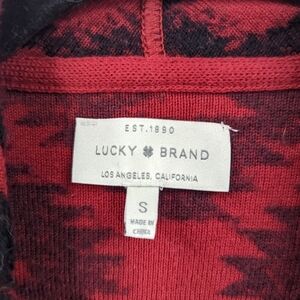 EST.1990
LUCKY BRAND
LOS ANGELES, CALIFORNIA
S
MADE IN
CHINA